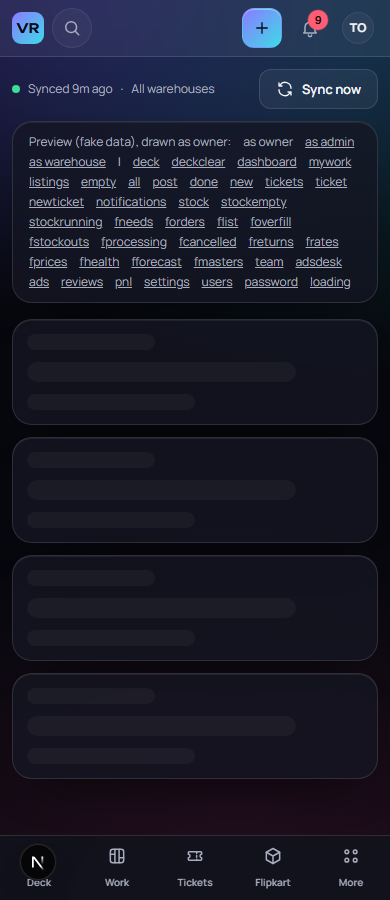 VR
9
TO
Synced 9m ago · All warehouses
Sync now
Preview (fake data), drawn as owner: as owner as admin
as warehouse | deck deckclear dashboard mywork
listings empty all post done new tickets ticket
newticket notifications stock stockempty
stockrunning fneeds forders flist foverfill
fstockouts fprocessing fcancelled freturns frates
fprices fhealth fforecast fmasters team adsdesk
ads reviews pnl settings users password loading
N
Deck Work Tickets Flipkart More